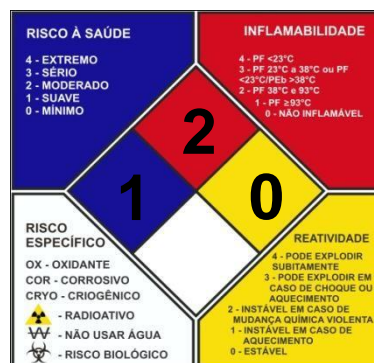 RISCO À SAÚDE
4 - EXTREMO
3 - SÉRIO
2 - MODERADO
1 - SUAVE
0 - MÍNIMO
INFLAMABILIDADE
4 - PF <23°C
3 - PF 23°C a 38°C ou PF
<23°C/PEb >38°C
2 - PF 38°C e 93°C
1 - PF ≥93°C
0 - NÃO INFLAMÁVEL
2
1
0
RISCO
ESPECÍFICO
OX - OXIDANTE
COR - CORROSIVO
CRYO - CRIOGÊNICO
- RADIOATIVO
W - NÃO USAR ÁGUA
- RISCO BIOLÓGICO
REATIVIDADE
4 - PODE EXPLODIR
SUBITAMENTE
3 - PODE EXPLODIR EM
CASO DE CHOQUE OU
AQUECIMENTO
2 - INSTÁVEL EM CASO DE
MUDANÇA QUÍMICA VIOLENTA
1 - INSTÁVEL EM CASO DE
AQUECIMENTO
0 - ESTÁVEL